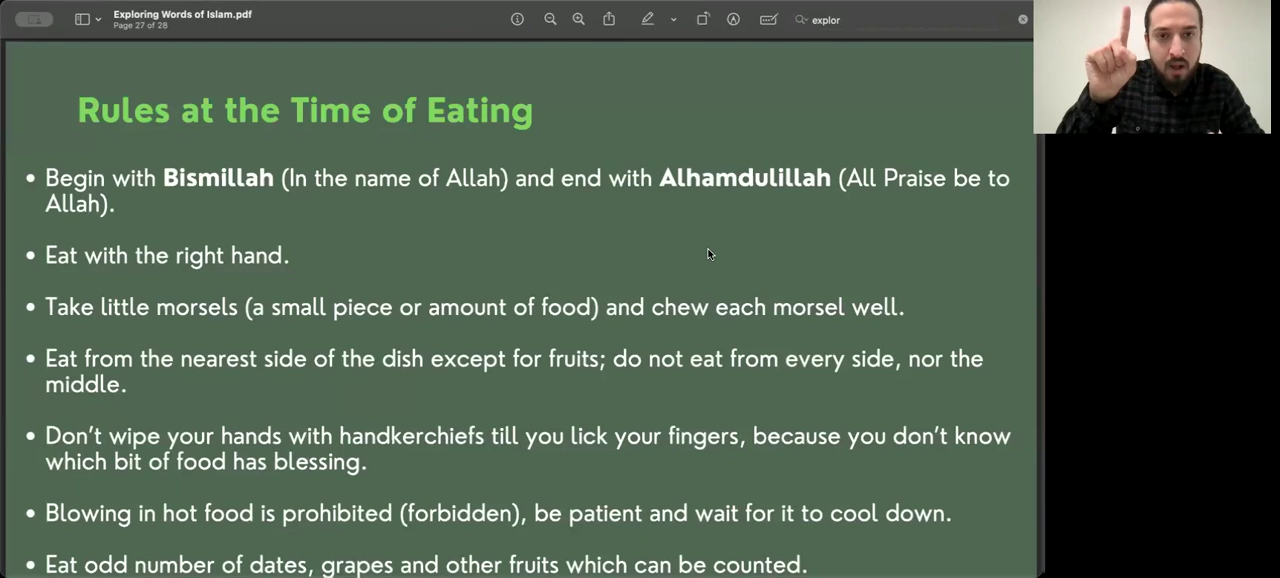 Exploring Words of Islam.pdf
Page 27 of 28
explor
Rules at the Time of Eating
• Begin with Bismillah (In the name of Allah) and end with Alhamdulillah (All Praise be to
Allah).
• Eat with the right hand.
• Take little morsels (a small piece or amount of food) and chew each morsel well.
• Eat from the nearest side of the dish except for fruits; do not eat from every side, nor the
middle.
• Don't wipe your hands with handkerchiefs till you lick your fingers, because you don't know
which bit of food has blessing.
• Blowing in hot food is prohibited (forbidden), be patient and wait for it to cool down.
• Eat odd number of dates, grapes and other fruits which can be counted.